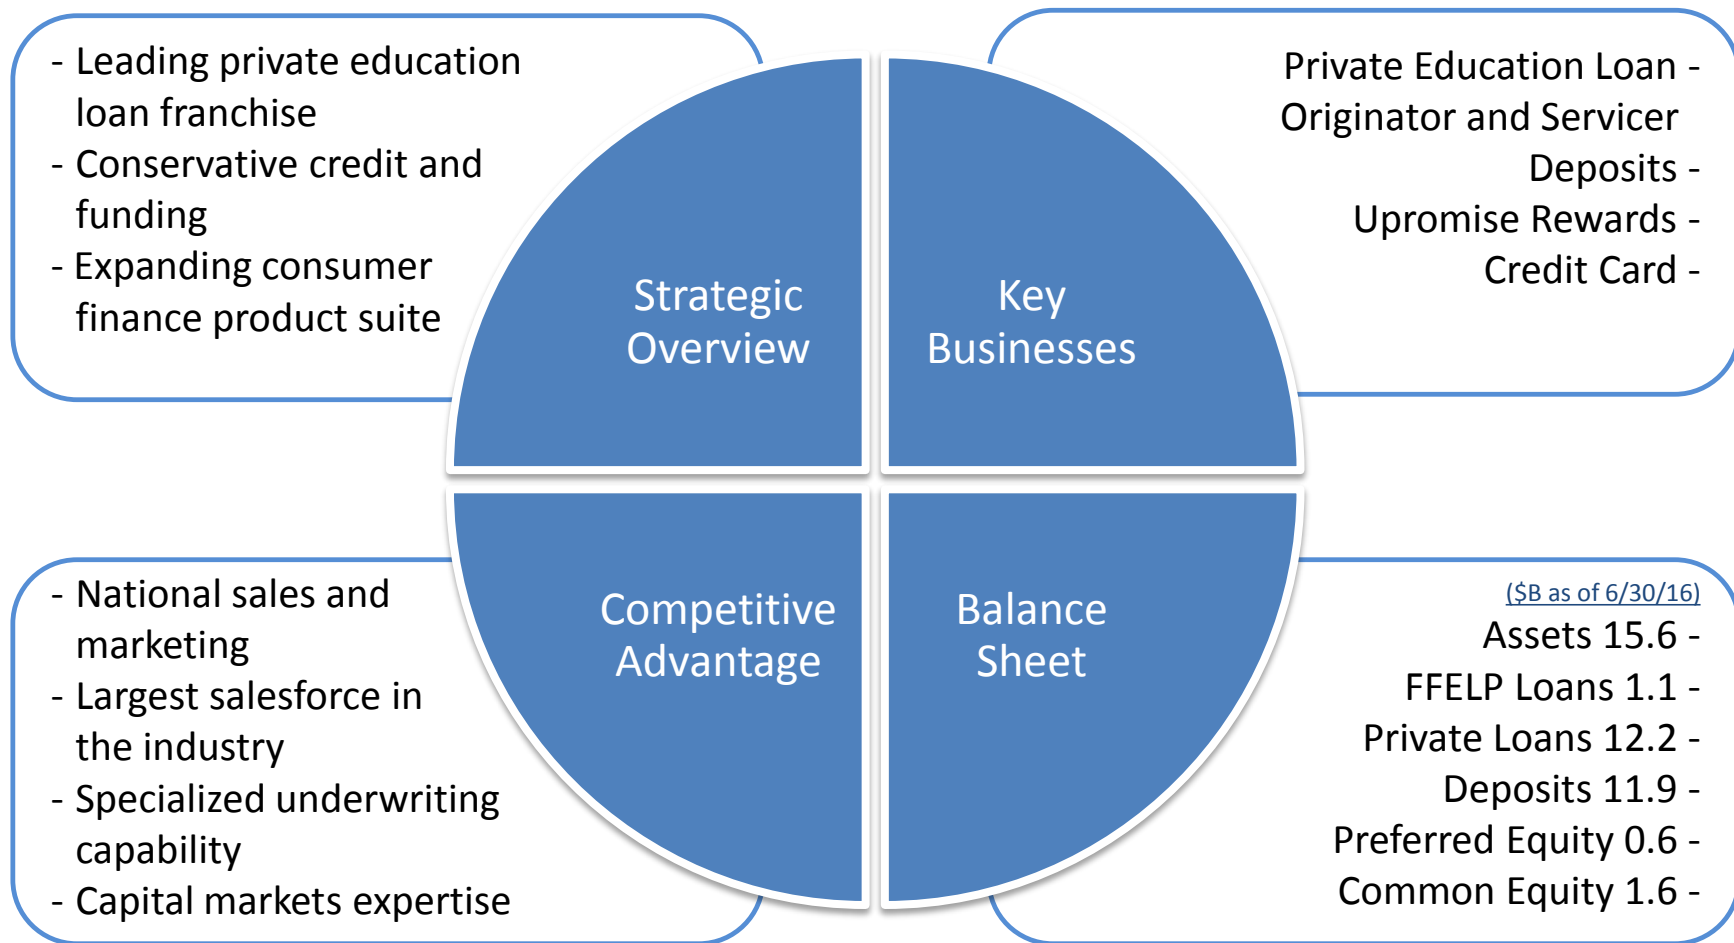 - Leading private education
loan franchise
- Conservative credit and
funding
- Expanding consumer
finance product suite
Strategic
Overview
Key
Businesses
Private Education Loan -
Originator and Servicer
Deposits -
Upromise Rewards -
Credit Card -
- National sales and
marketing
- Largest salesforce in
the industry
- Specialized underwriting
capability
- Capital markets expertise
Competitive
Advantage
Balance
Sheet
($B as of 6/30/16)
Assets 15.6 -
FFELP Loans 1.1 -
Private Loans 12.2 -
Deposits 11.9 -
Preferred Equity 0.6 -
Common Equity 1.6 -